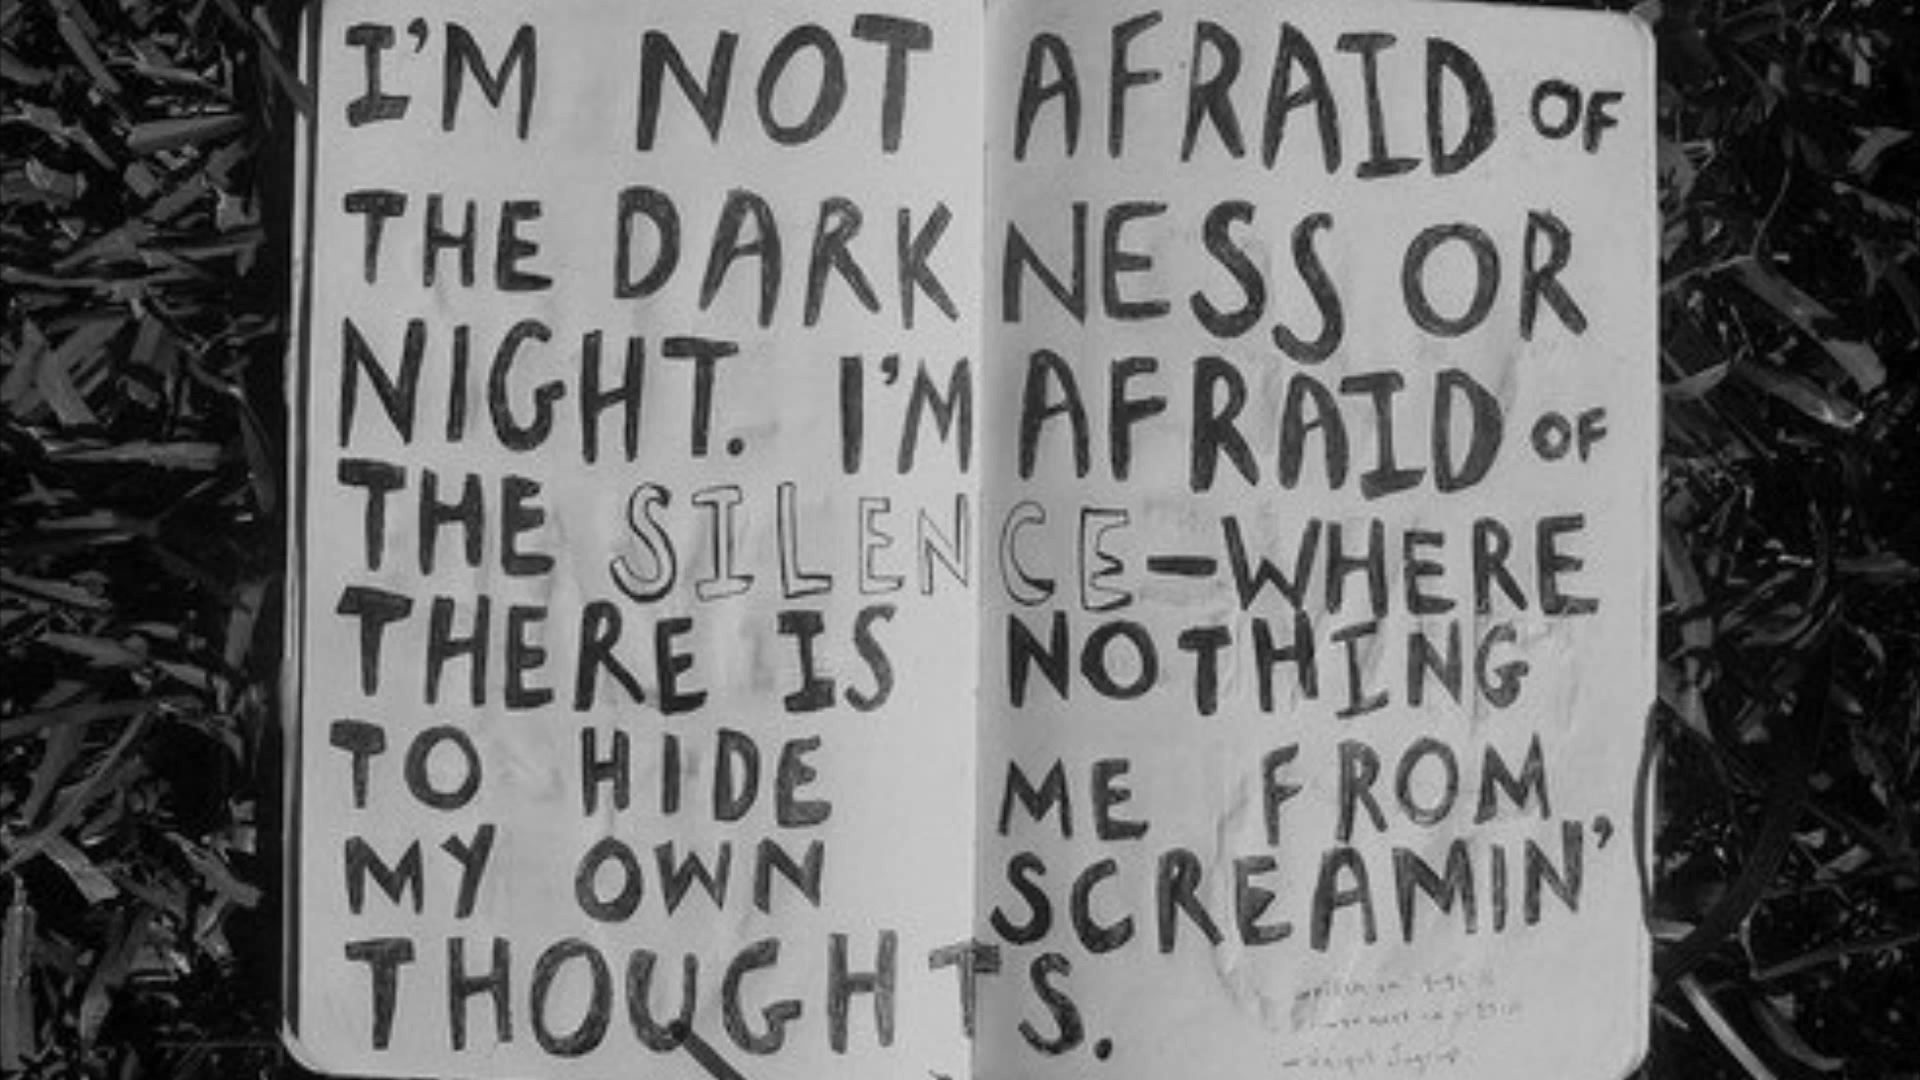 I'M NOT AFRAID OF
THE DARKNESS OR
NIGHT. I'M AFRAID OF
THE SILENCE—WHERE
THERE IS NOTHING
TO HIDE ME FROM
MY OWN SCREAMIN'
THOUGHTS.